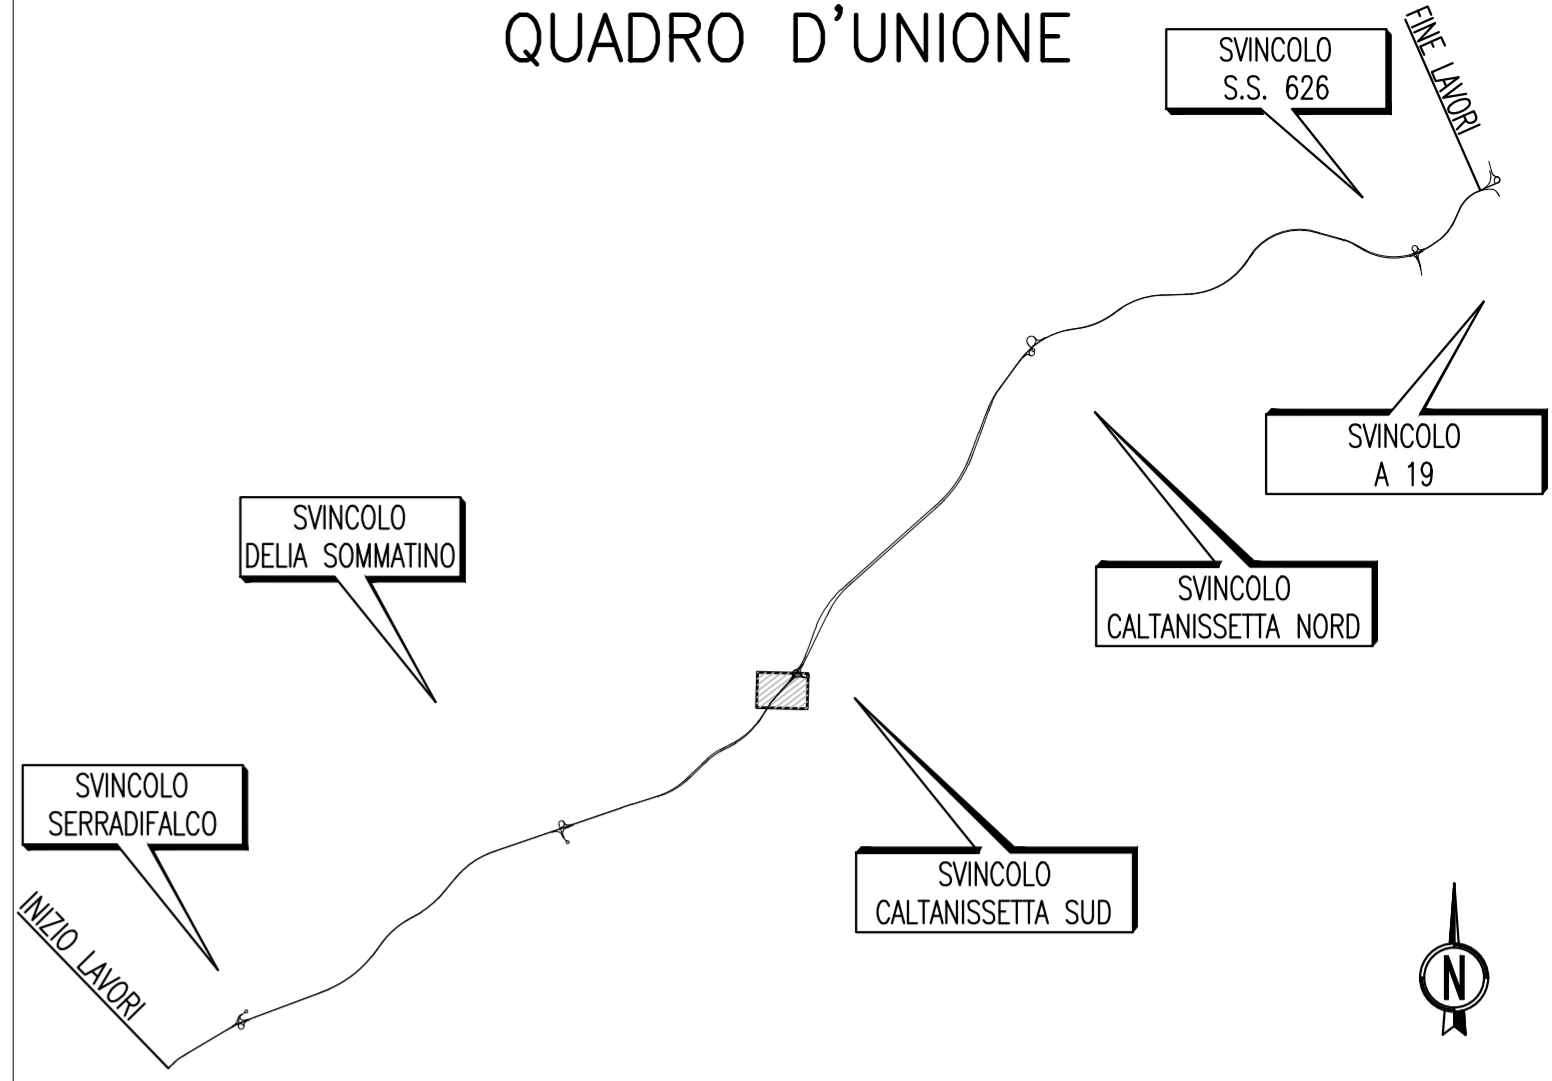 QUADRO D'UNIONE
SVINCOLO
S.S. 626
FINE LAVORI
SVINCOLO
A 19
SVINCOLO
DELIA SOMMATINO
SVINCOLO
CALTANISSETTA NORD
SVINCOLO
SERRADIFALCO
SVINCOLO
CALTANISSETTA SUD
INIZIO LAVORI
N